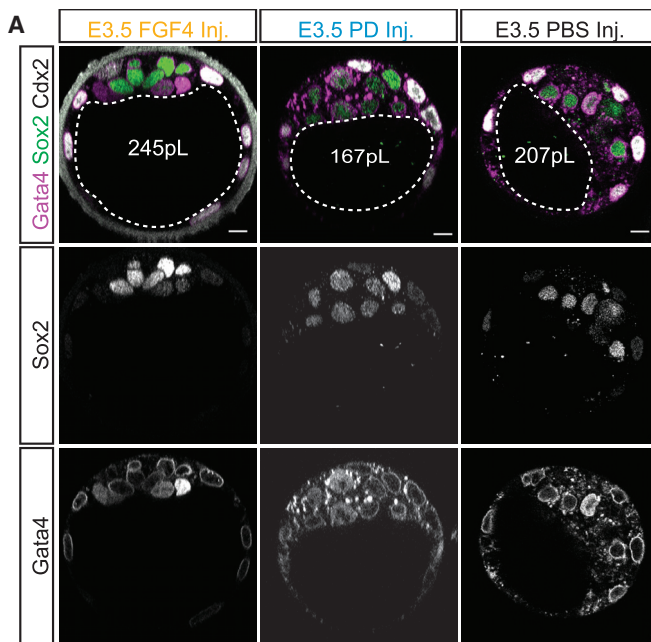 A
E3.5 FGF4 Inj.
E3.5 PD Inj.
E3.5 PBS Inj.
Gata4 Sox2 Cdx2
245pL
167pL
207pL
Sox2
Gata4